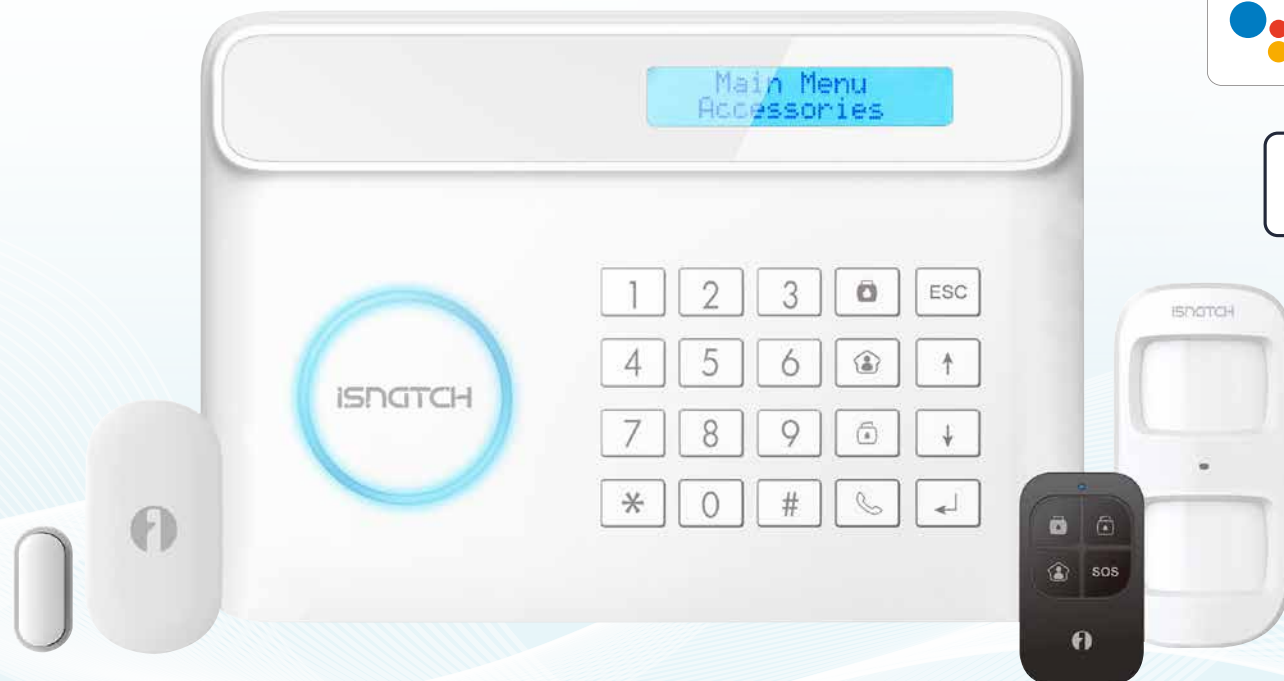 Main Menu
Accessories
1 2 3 ESC
4 5 6
7 8 9
* 0 #
iSNATCH
iSNATCH
SOS